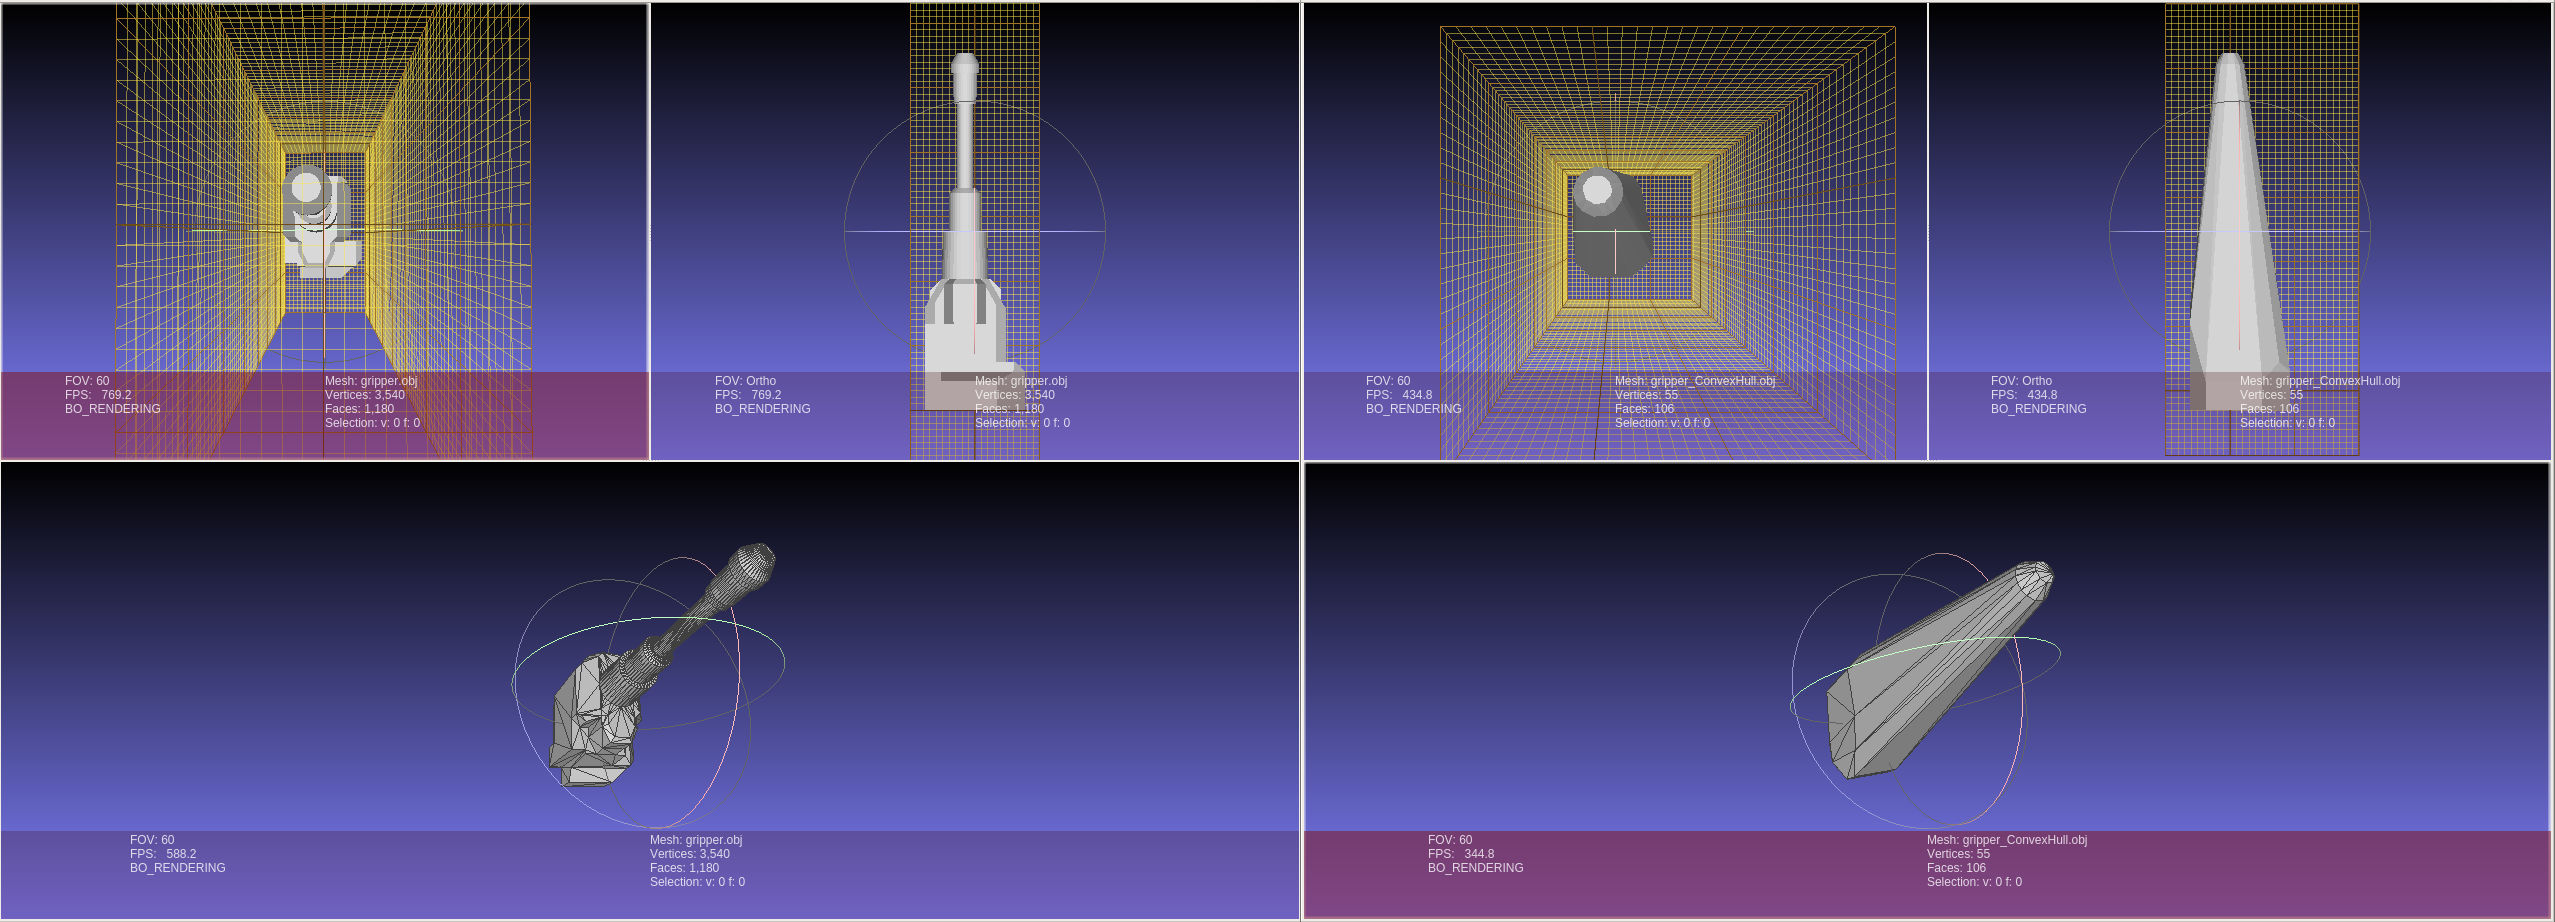 FOV: 60
FPS: 769.2
BO_RENDERING
Mesh: gripper.obj
Vertices: 3,540
Faces: 1,180
Selection: v: 0 f: 0
FOV: Ortho
FPS: 769.2
BO_RENDERING
Mesh: gripper.obj
Vertices: 3,540
Faces: 1,180
Selection: v: 0 f: 0
FOV: 60
FPS: 434.8
BO_RENDERING
Mesh: gripper_ConvexHull.obj
Vertices: 55
Faces: 106
Selection: v: 0 f: 0
FOV: Ortho
FPS: 434.8
BO_RENDERING
Mesh: gripper_ConvexHull.obj
Vertices: 55
Faces: 106
Selection: v: 0 f: 0
FOV: 60
FPS: 588.2
BO_RENDERING
Mesh: gripper.obj
Vertices: 3,540
Faces: 1,180
Selection: v: 0 f: 0
FOV: 60
FPS: 344.8
BO_RENDERING
Mesh: gripper_ConvexHull.obj
Vertices: 55
Faces: 106
Selection: v: 0 f: 0